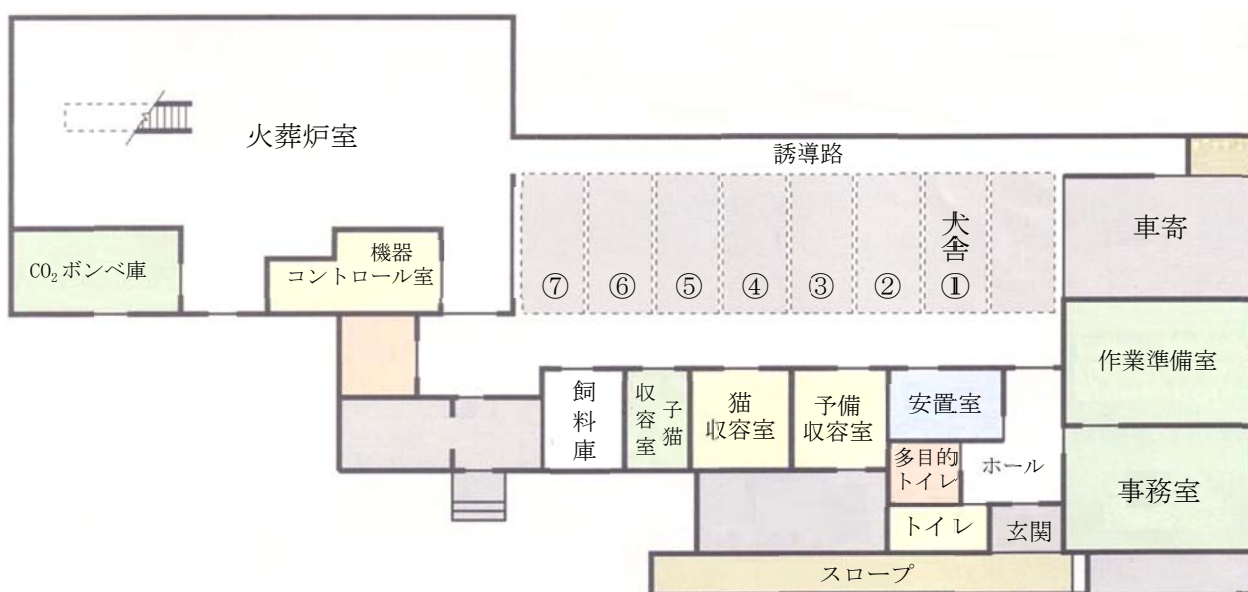 火葬炉室
誘導路
車寄
犬舎①
②
③
④
⑤
⑥
⑦
機器
コントロール室
CO₂ボンベ庫
作業準備室
飼料庫
子猫
収容室
猫
収容室
予備
収容室
安置室
多目的
トイレ
ホール
事務室
トイレ
玄関
スロープ